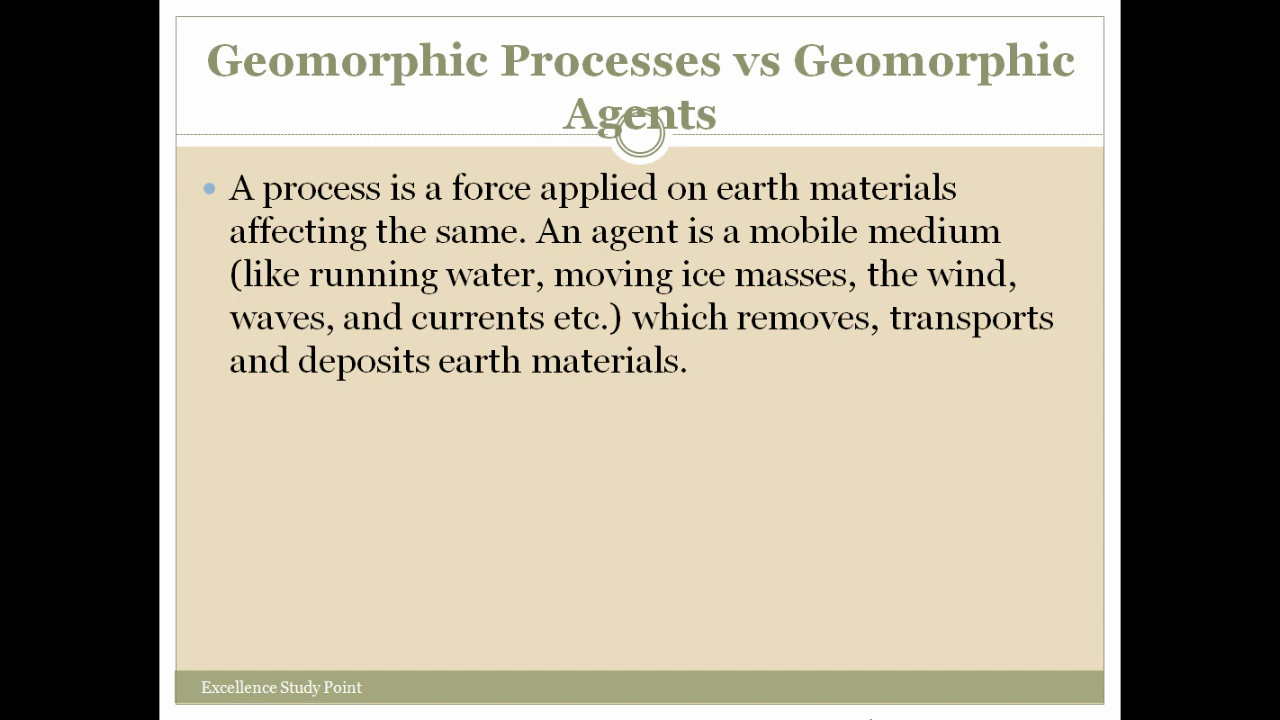 Geomorphic Processes vs Geomorphic
Agents
• A process is a force applied on earth materials
affecting the same. An agent is a mobile medium
(like running water, moving ice masses, the wind,
waves, and currents etc.) which removes, transports
and deposits earth materials.
Excellence Study Point